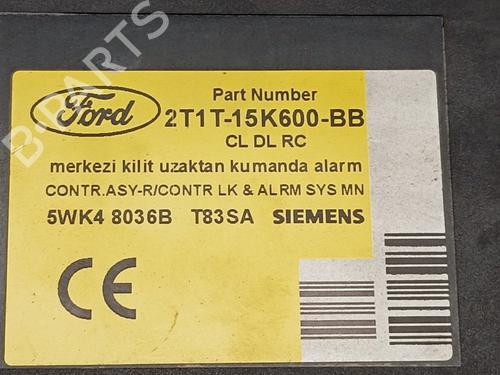 Ford
Part Number
2T1T-15K600-BB
CL DL RC
merkezi kilit uzaktan kumanda alarm
CONTR.ASY-R/CONTR LK & ALRM SYS MN
5WK4 8036B T83SA SIEMENS
CE
B-PARTS